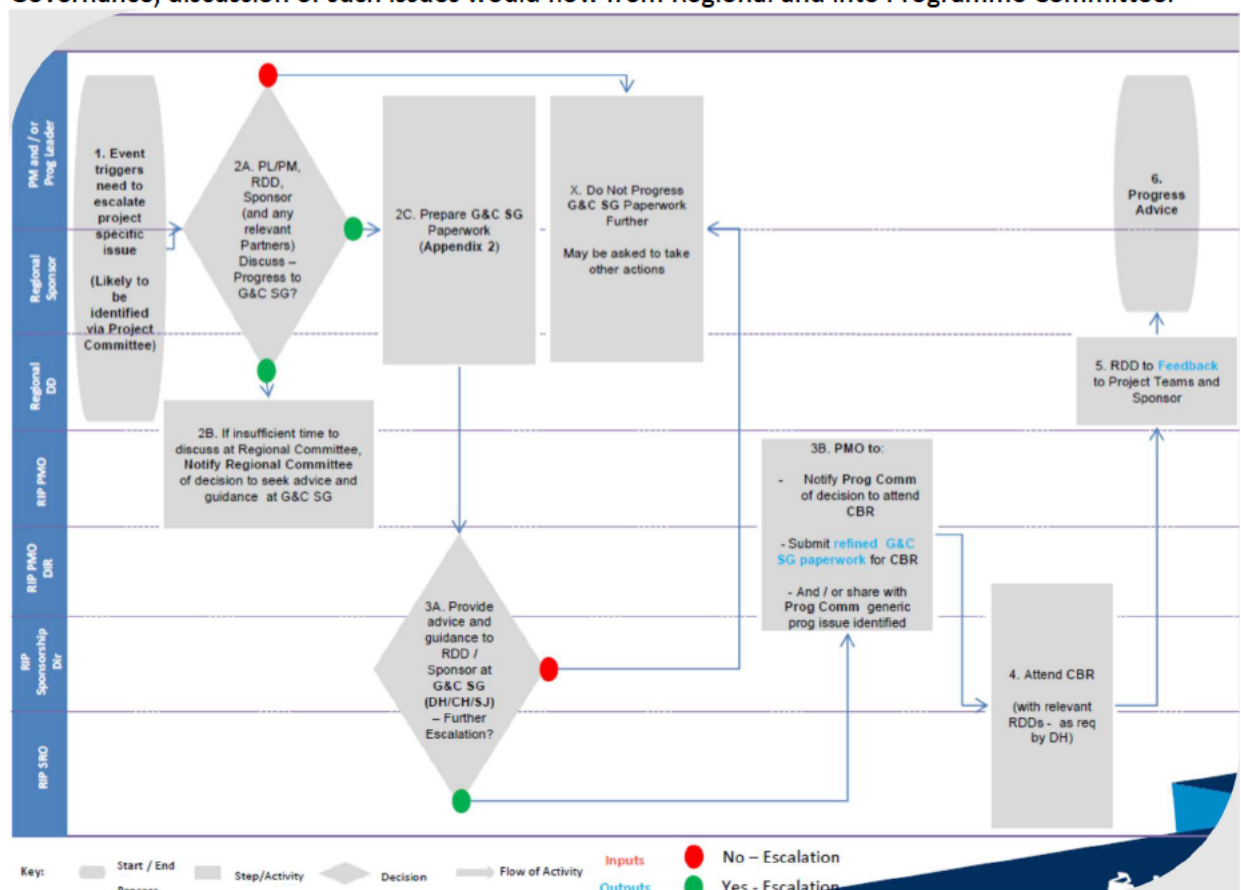 Governance, discussion of such issues would flow from Regional and into Programme Committee.
PM and / or
Prog Leader
Regional
Sponsor
Regional
DD
RIP PMO
RIP PMO
DIR
RIP
Sponsorship
Dir
RIP SRO
1. Event
triggers
need to
escalate
project
specific
issue
(Likely to
be
identified
via Project
Committee)
2A. PL/PM,
RDD,
Sponsor
(and any
relevant
Partners)
Discuss –
Progress to
G&C SG?
2B. If insufficient time to
discuss at Regional Committee,
Notify Regional Committee
of decision to seek advice and
guidance at G&C SG
2C. Prepare G&C SG
Paperwork
(Appendix 2)
X. Do Not Progress
G&C SG Paperwork
Further
May be asked to take
other actions
3A. Provide
advice and
guidance to
RDD /
Sponsor at
G&C SG
(DH/CH/SJ)
– Further
Escalation?
3B. PMO to:
- Notify Prog Comm
of decision to attend
CBR
- Submit refined G&C
SG paperwork for CBR
- And / or share with
Prog Comm generic
prog issue identified
4. Attend CBR
(with relevant
RDDs - as req
by DH)
5. RDD to Feedback
to Project Teams and
Sponsor
6.
Progress
Advice
Key:
Start / End
Process
Step/Activity
Decision
Flow of Activity
Inputs
Outputs
No – Escalation
Yes - Escalation